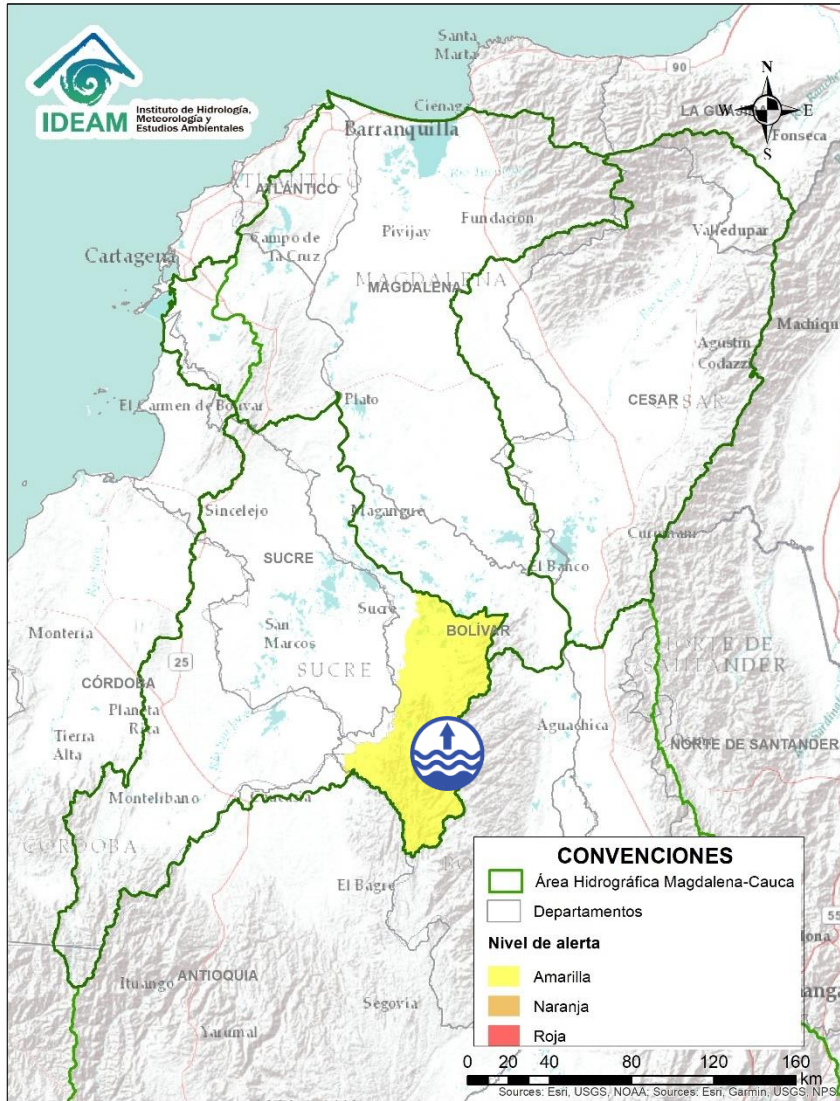 IDEAM
Instituto de Hidrología,
Meteorología y
Estudios Ambientales
Santa
Marta
90
N
W
E
S
Ciénaga
LA GUAJIRA
Fonseca
Barranquilla
ATLÁNTICO
Fundacion
Pivijay
Valledupar
Campo de
la Cruz
Cartagena
MAGDALENA
MAGDALENA
Agustin
Codazzi
CESAR
CESAR
Plato
El Carmen de Bolívar
Sincelejo
Magangue
Curumani
SUCRE
El Banco
Sucre
BOLÍVAR
San
Marcos
Montería
NORTE DE
SANTANDER
25
SUCRE
CÓRDOBA
Planeta
Rica
Aguachica
Tierra
Alta
NORTE DE SANTANDER
Montelibano
CÓRDOBA
El Bagre
Ituango
ANTIOQUIA
Segovia
Yarumal
CONVENCIONES
Área Hidrográfica Magdalena-Cauca
Departamentos
Nivel de alerta
Amarilla
Naranja
Roja
55
0 20 40 80 120 160
km
Sources: Esri, USGS, NOAA; Sources: Esri, Garmin, USGS, NPS